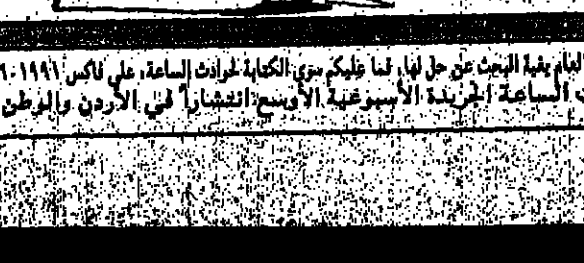 العام بغية البحث عن حل لها، فما عليكم سوى الكتابة لحوادث الساعة، على فاكس ٦٠١٩٩١
الساعة الجريدة الأسبوعية الأوسع انتشاراً في الأردن والوطن